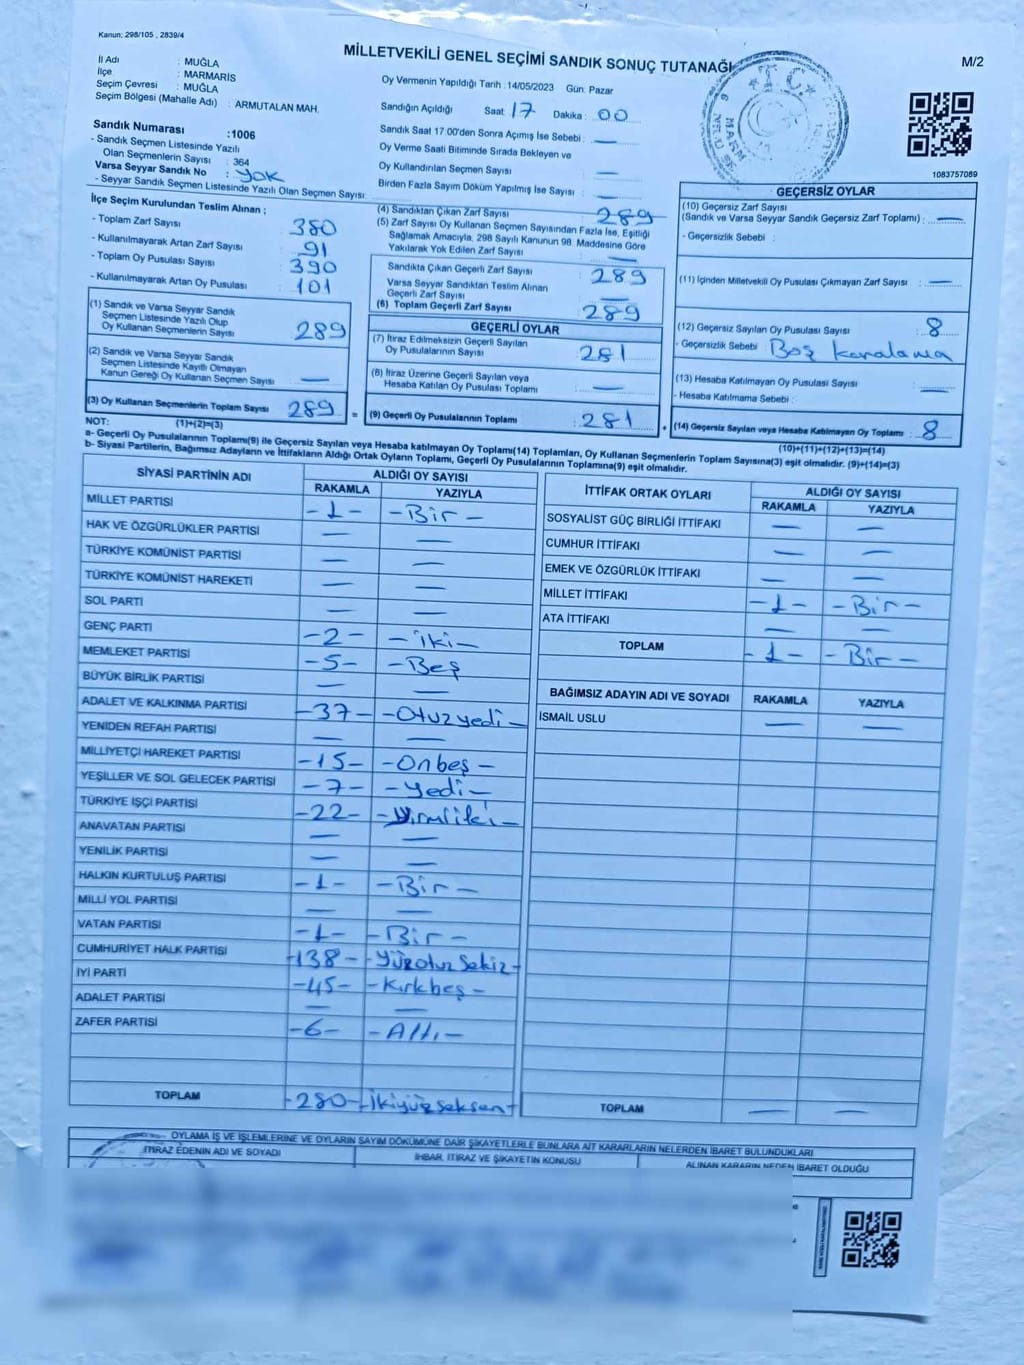 Kanun: 298/105 , 2839/4
MİLLETVEKİLİ GENEL SEÇİMİ SANDIK SONUÇ TUTANAĞI
M/2
İl Adı : MUĞLA
İlçe : MARMARİS
Seçim Çevresi : MUĞLA
Seçim Bölgesi (Mahalle Adı) : ARMUTALAN MAH.
Sandık Numarası :1006
- Sandık Seçmen Listesinde Yazılı
Olan Seçmenlerin Sayısı : 364
Varsa Seyyar Sandık No : Yok
- Seyyar Sandık Seçmen Listesinde Yazılı Olan Seçmen Sayısı
Oy Vermenin Yapıldığı Tarih :14/05/2023 Gün: Pazar
Sandığın Açıldığı Saat: 17 Dakika : 00
Sandık Saat 17.00'den Sonra Açımış İse Sebebi : —
Oy Verme Saati Bitiminde Sırada Bekleyen ve
Oy Kullandırılan Seçmen Sayısı : —
Birden Fazla Sayım Döküm Yapılmış İse Sayısı : —
T.C.
1083757089
İlçe Seçim Kurulundan Teslim Alınan ;
- Toplam Zarf Sayısı : 380
- Kullanılmayarak Artan Zarf Sayısı : 91
- Toplam Oy Pusulası Sayısı : 390
- Kullanılmayarak Artan Oy Pusulası : 101
(1) Sandık ve Varsa Seyyar Sandık
Seçmen Listesinde Yazılı Olup
Oy Kullanan Seçmenlerin Sayısı : 289
(2) Sandık ve Varsa Seyyar Sandık
Seçmen Listesinde Kayıtlı Olmayan
Kanun Gereği Oy Kullanan Seçmen Sayısı : —
(3) Oy Kullanan Seçmenlerin Toplam Sayısı : 289
(1)+(2)=(3)
(4) Sandıktan Çıkan Zarf Sayısı : 289
(5) Zarf Sayısı Oy Kullanan Seçmen Sayısından Fazla İse, Eşitliği
Sağlamak Amacıyla, 298 Sayılı Kanunun 98. Maddesine Göre
Yakılarak Yok Edilen Zarf Sayısı : —
Sandıkta Çıkan Geçerli Zarf Sayısı : 289
Varsa Seyyar Sandıktan Teslim Alınan
Geçerli Zarf Sayısı : —
(6) Toplam Geçerli Zarf Sayısı : 289
GEÇERLİ OYLAR
(7) İtiraz Edilmeksizin Geçerli Sayılan
Oy Pusulalarının Sayısı : 281
(8) İtiraz Üzerine Geçerli Sayılan veya
Hesaba Katılan Oy Pusulası Toplamı : —
= (9) Geçerli Oy Pusulalarının Toplamı : 281
GEÇERSİZ OYLAR
(10) Geçersiz Zarf Sayısı
(Sandık ve Varsa Seyyar Sandık Geçersiz Zarf Toplamı) : —
- Geçersizlik Sebebi :
(11) İçinden Milletvekili Oy Pusulası Çıkmayan Zarf Sayısı : —
(12) Geçersiz Sayılan Oy Pusulası Sayısı : 8
- Geçersizlik Sebebi : Boş karalama
(13) Hesaba Katılmayan Oy Pusulası Sayısı : —
- Hesaba Katılmama Sebebi :
+ (14) Geçersiz Sayılan veya Hesaba Katılmayan Oy Toplamı : 8
(10)+(11)+(12)+(13)=(14)
NOT:
a- Geçerli Oy Pusulalarının Toplamı(9) ile Geçersiz Sayılan veya Hesaba katılmayan Oy Toplamı(14) Toplamları, Oy Kullanan Seçmenlerin Toplam Sayısına(3) eşit olmalıdır. (9)+(14)=(3)
b- Siyasi Partilerin, Bağımsız Adayların ve İttifakların Aldığı Ortak Oyların Toplamı, Geçerli Oy Pusulalarının Toplamına(9) eşit olmalıdır.
SİYASİ PARTİNİN ADI ALDIĞI OY SAYISI
RAKAMLA YAZIYLA
MİLLET PARTİSİ -1- -Bir-
HAK VE ÖZGÜRLÜKLER PARTİSİ — —
TÜRKİYE KOMÜNİST PARTİSİ — —
TÜRKİYE KOMÜNİST HAREKETİ — —
SOL PARTİ — —
GENÇ PARTİ -2- -iki-
MEMLEKET PARTİSİ -5- -Beş
BÜYÜK BİRLİK PARTİSİ — —
ADALET VE KALKINMA PARTİSİ -37- -Otuzyedi-
YENİDEN REFAH PARTİSİ — —
MİLLİYETÇİ HAREKET PARTİSİ -15- -Onbeş-
YEŞİLLER VE SOL GELECEK PARTİSİ -7- -Yedi-
TÜRKİYE İŞÇİ PARTİSİ -22-
ANAVATAN PARTİSİ — —
YENİLİK PARTİSİ — —
HALKIN KURTULUŞ PARTİSİ -1- -Bir-
MİLLİ YOL PARTİSİ — —
VATAN PARTİSİ -1- -Bir-
CUMHURİYET HALK PARTİSİ -138- -Yüzotuzsekiz-
İYİ PARTİ -45- -Kırkbeş-
ADALET PARTİSİ — —
ZAFER PARTİSİ -6- -Altı-
TOPLAM -280- -İkiyüzseksen-
İTTİFAK ORTAK OYLARI ALDIĞI OY SAYISI
RAKAMLA YAZIYLA
SOSYALİST GÜÇ BİRLİĞİ İTTİFAKI — —
CUMHUR İTTİFAKI — —
EMEK VE ÖZGÜRLÜK İTTİFAKI — —
MİLLET İTTİFAKI -1- -Bir-
ATA İTTİFAKI — —
TOPLAM -1- -Bir-
BAĞIMSIZ ADAYIN ADI VE SOYADI RAKAMLA YAZIYLA
İSMAİL USLU — —
TOPLAM — —
OYLAMA İŞ VE İŞLEMLERİNE VE OYLARIN SAYIM DÖKÜMÜNE DAİR ŞİKAYETLERLE BUNLARA AİT KARARLARIN NELERDEN İBARET BULUNDUKLARI
İTİRAZ EDENİN ADI VE SOYADI
İHBAR, İTİRAZ VE ŞİKAYETİN KONUSU
ALINAN KARARIN NEDEN İBARET OLDUĞU